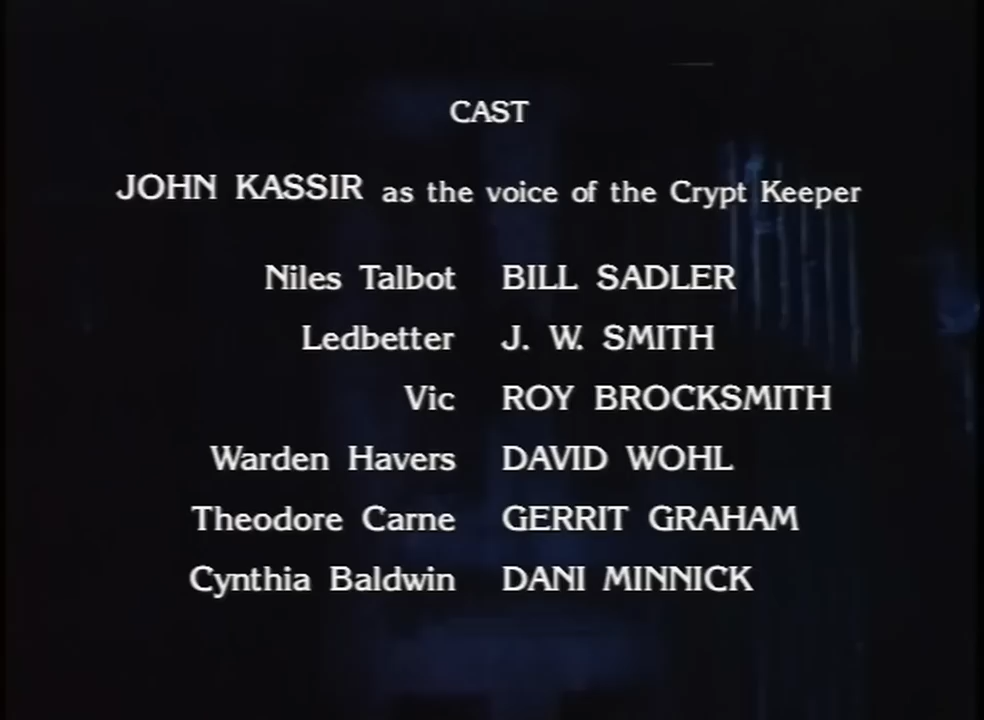 CAST
JOHN KASSIR as the voice of the Crypt Keeper
Niles Talbot BILL SADLER
Ledbetter J. W. SMITH
Vic ROY BROCKSMITH
Warden Havers DAVID WOHL
Theodore Carne GERRIT GRAHAM
Cynthia Baldwin DANI MINNICK